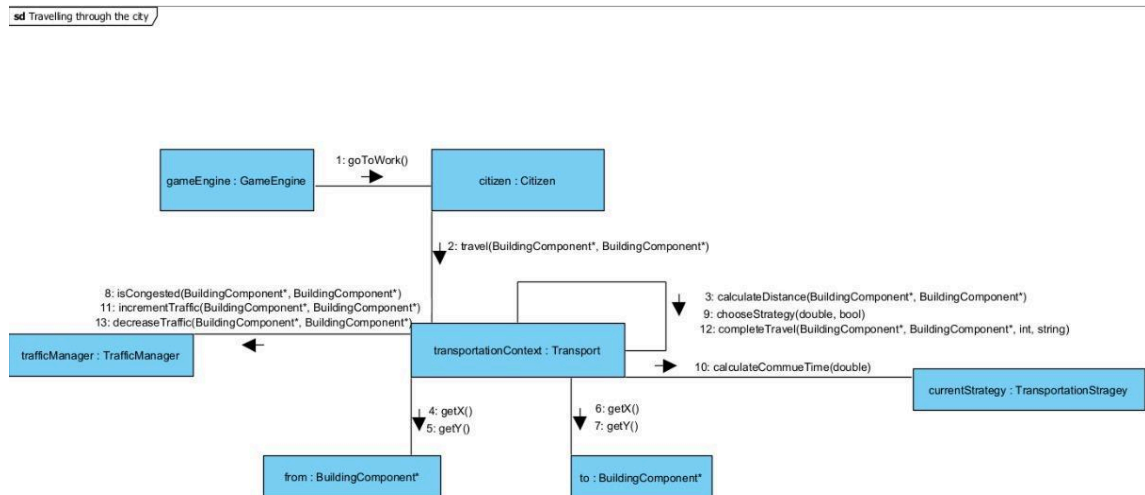 sd Travelling through the city
1: goToWork()
gameEngine : GameEngine
citizen : Citizen
2: travel(BuildingComponent*, BuildingComponent*)
8: isCongested(BuildingComponent*, BuildingComponent*)
11: incrementTraffic(BuildingComponent*, BuildingComponent*)
13: decreaseTraffic(BuildingComponent*, BuildingComponent*)
3: calculateDistance(BuildingComponent*, BuildingComponent*)
9: chooseStrategy(double, bool)
12: completeTravel(BuildingComponent*, BuildingComponent*, int, string)
trafficManager : TrafficManager
transportationContext : Transport
10: calculateCommueTime(double)
currentStrategy : TransportationStragey
4: getX()
5: getY()
6: getX()
7: getY()
from : BuildingComponent*
to : BuildingComponent*